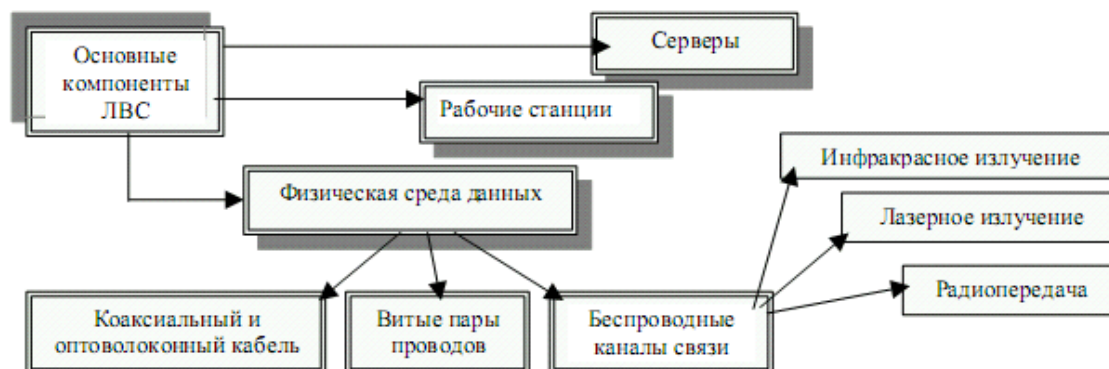 Основные
компоненты
ЛВС
Серверы
Рабочие станции
Физическая среда данных
Инфракрасное излучение
Лазерное излучение
Радиопередача
Коаксиальный и
оптоволоконный кабель
Витые пары
проводов
Беспроводные
каналы связи